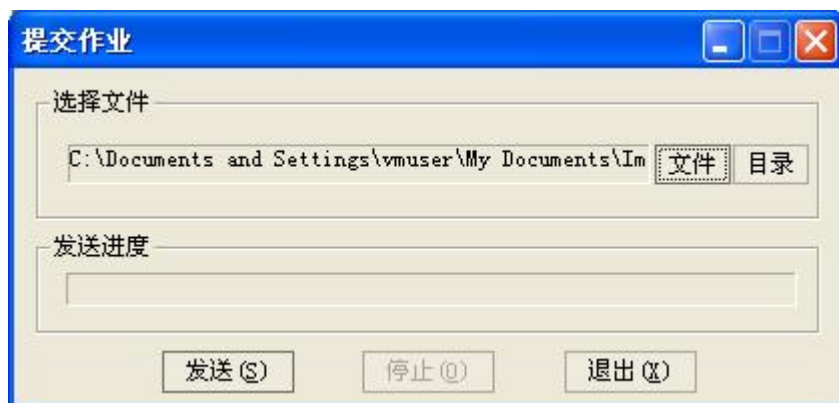 提交作业
选择文件
C:\Documents and Settings\vmuser\My Documents\Im 文件 目录
发送进度
发送(S) 停止(O) 退出(X)